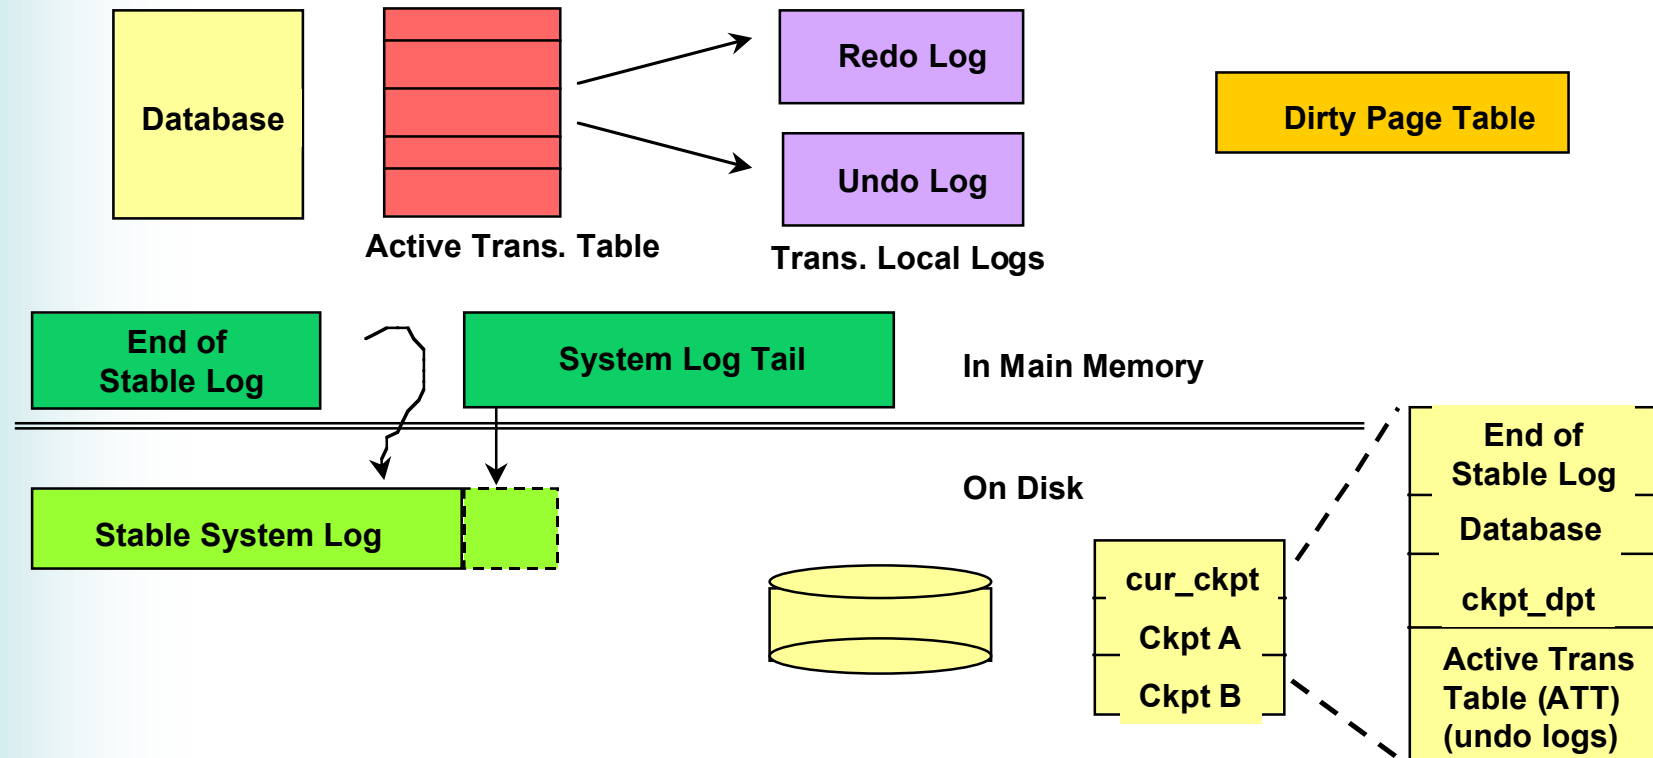 Database
Redo Log
Undo Log
Dirty Page Table
Active Trans. Table
Trans. Local Logs
End of
Stable Log
System Log Tail
In Main Memory
On Disk
Stable System Log
cur_ckpt
Ckpt A
Ckpt B
End of
Stable Log
Database
ckpt_dpt
Active Trans
Table (ATT)
(undo logs)